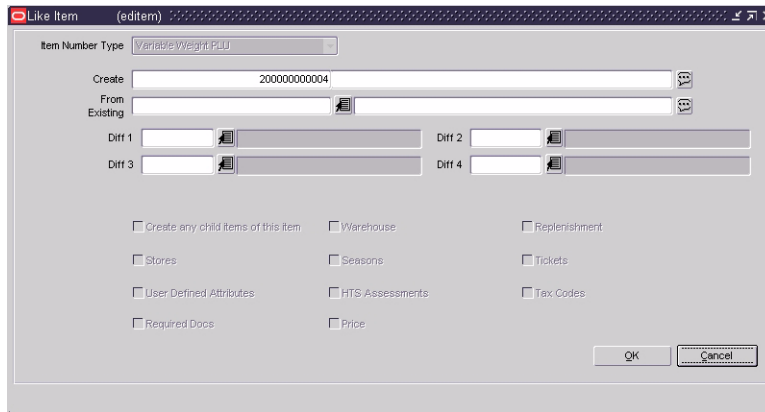 Like Item (editem)
Item Number Type Variable Weight PLU
Create 200000000004
From Existing
Diff 1 Diff 2
Diff 3 Diff 4
Create any child items of this item Warehouse Replenishment
Stores Seasons Tickets
User Defined Attributes HTS Assessments Tax Codes
Required Docs Price
OK Cancel